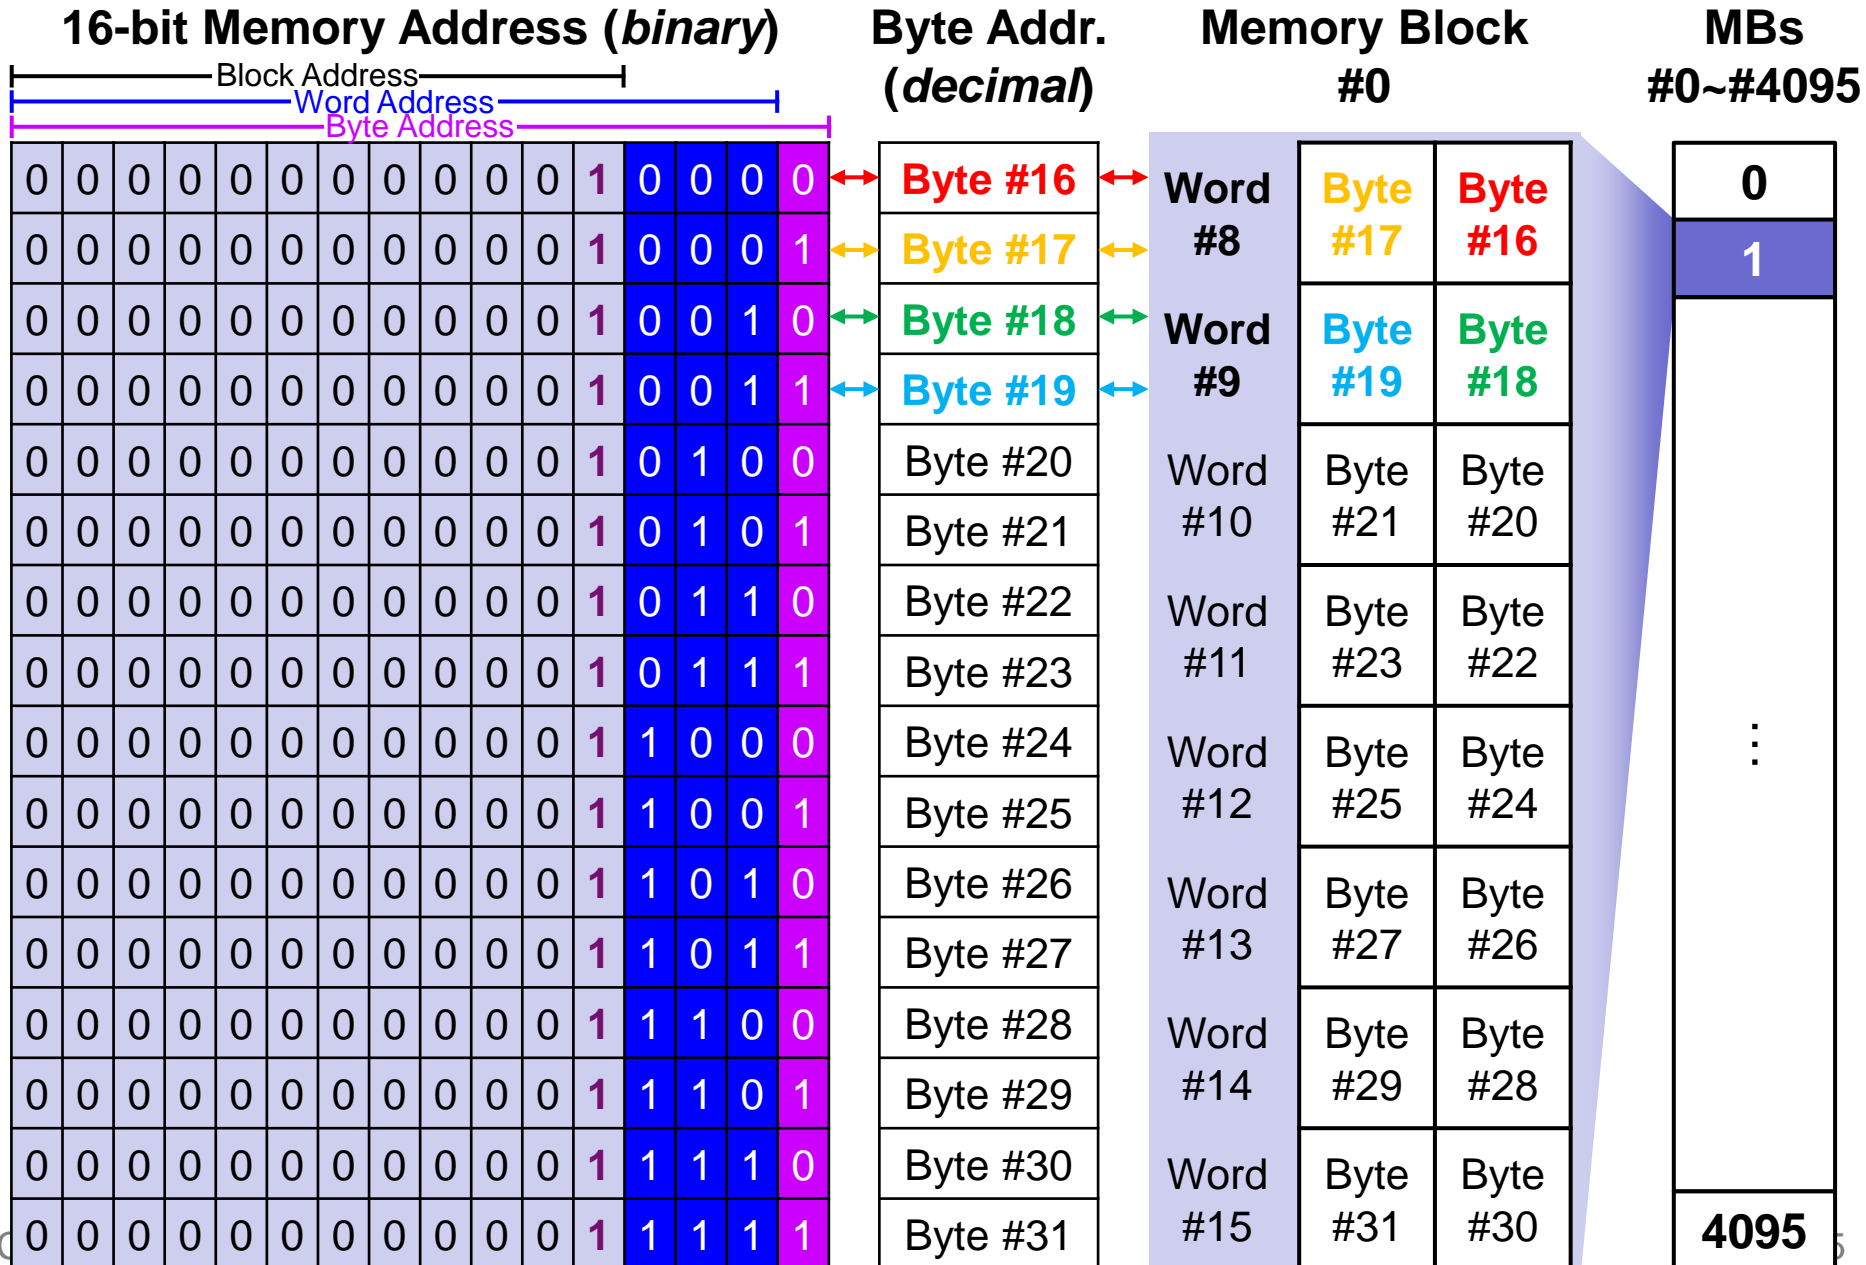 16-bit Memory Address (binary)
Byte Addr.
(decimal)
Memory Block
#0
MBs
#0~#4095
Block Address
Word Address
Byte Address
0 0 0 0 0 0 0 0 0 0 0 1 0 0 0 0
0 0 0 0 0 0 0 0 0 0 0 1 0 0 0 1
0 0 0 0 0 0 0 0 0 0 0 1 0 0 1 0
0 0 0 0 0 0 0 0 0 0 0 1 0 0 1 1
0 0 0 0 0 0 0 0 0 0 0 1 0 1 0 0
0 0 0 0 0 0 0 0 0 0 0 1 0 1 0 1
0 0 0 0 0 0 0 0 0 0 0 1 0 1 1 0
0 0 0 0 0 0 0 0 0 0 0 1 0 1 1 1
0 0 0 0 0 0 0 0 0 0 0 1 1 0 0 0
0 0 0 0 0 0 0 0 0 0 0 1 1 0 0 1
0 0 0 0 0 0 0 0 0 0 0 1 1 0 1 0
0 0 0 0 0 0 0 0 0 0 0 1 1 0 1 1
0 0 0 0 0 0 0 0 0 0 0 1 1 1 0 0
0 0 0 0 0 0 0 0 0 0 0 1 1 1 0 1
0 0 0 0 0 0 0 0 0 0 0 1 1 1 1 0
0 0 0 0 0 0 0 0 0 0 0 1 1 1 1 1
Byte #16
Byte #17
Byte #18
Byte #19
Byte #20
Byte #21
Byte #22
Byte #23
Byte #24
Byte #25
Byte #26
Byte #27
Byte #28
Byte #29
Byte #30
Byte #31
Word Byte Byte
#8 #17 #16
Word Byte Byte
#9 #19 #18
Word Byte Byte
#10 #21 #20
Word Byte Byte
#11 #23 #22
Word Byte Byte
#12 #25 #24
Word Byte Byte
#13 #27 #26
Word Byte Byte
#14 #29 #28
Word Byte Byte
#15 #31 #30
0
1
⋮
4095